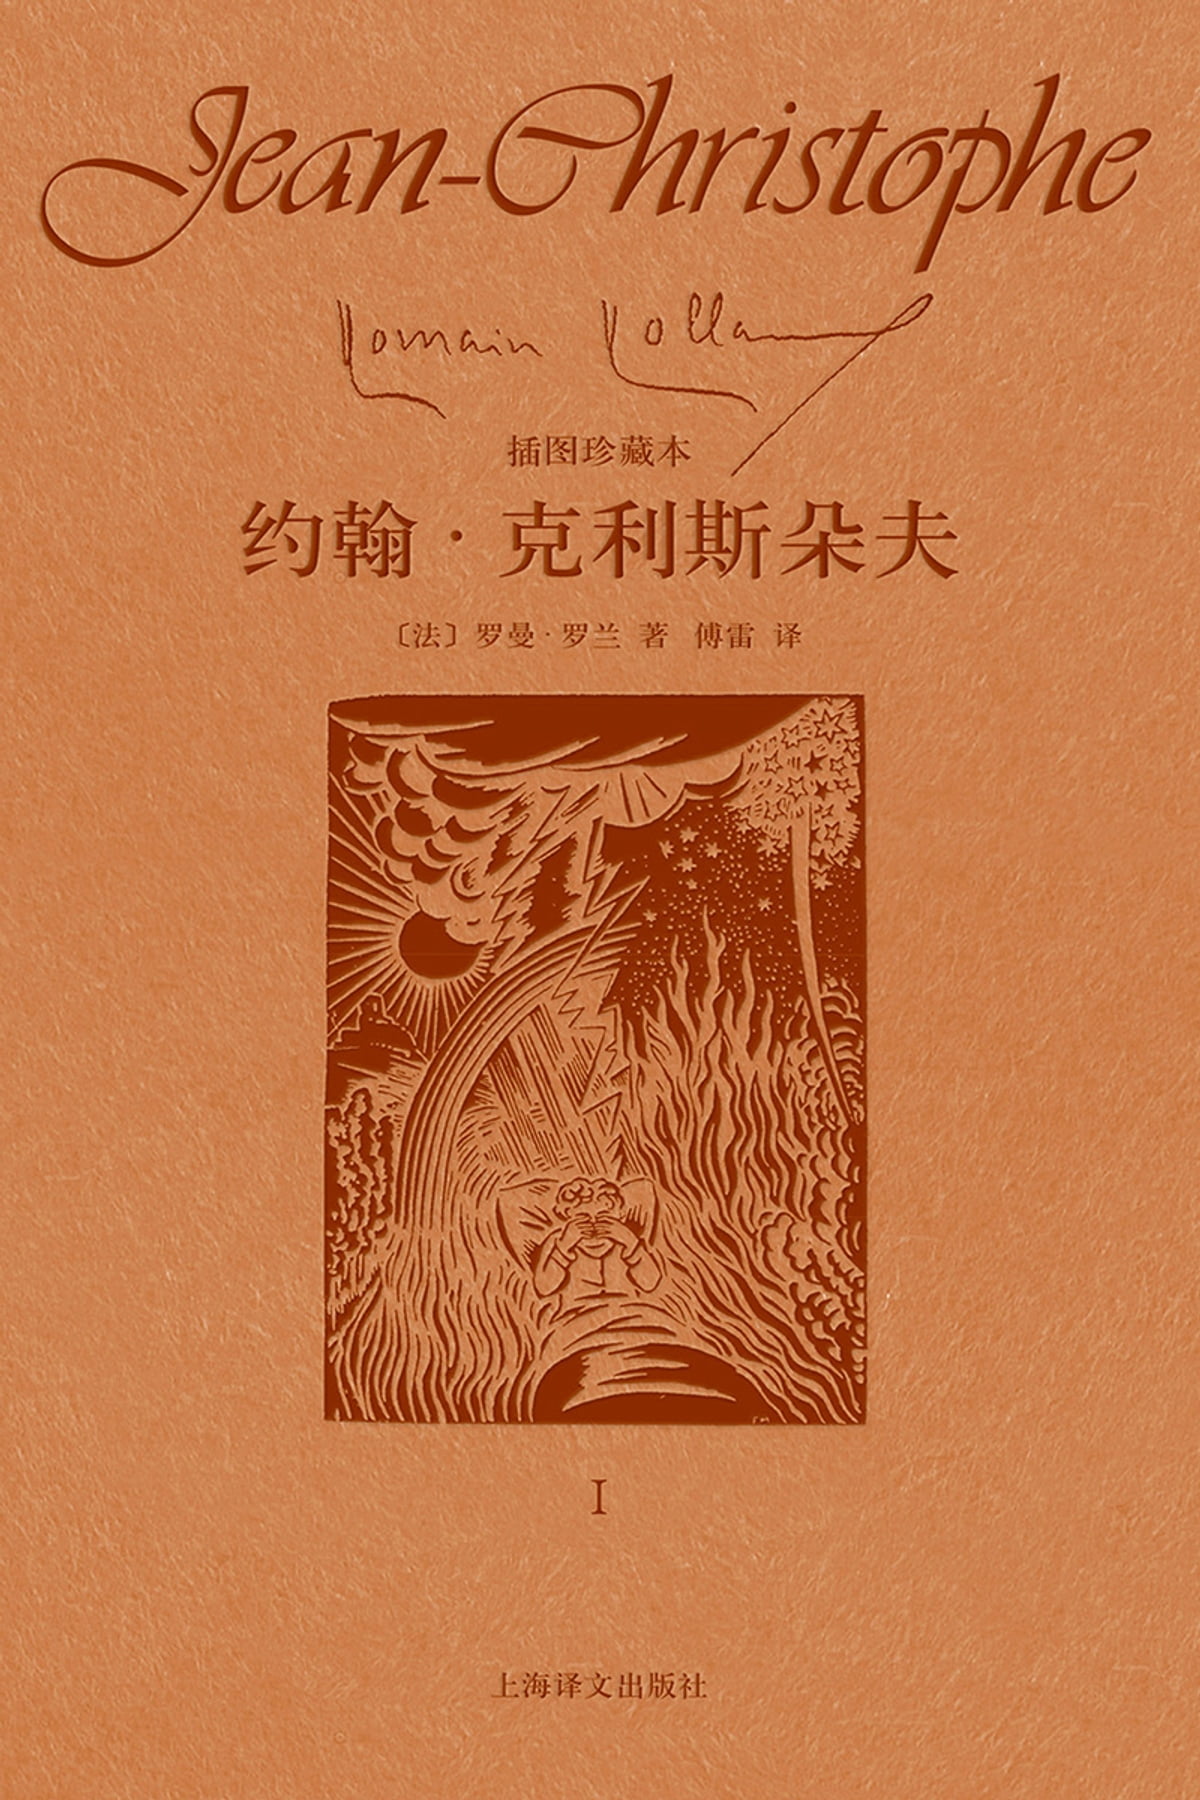 Jean-Christophe
Romain Rolland
插图珍藏本
约翰·克利斯朵夫
〔法〕罗曼·罗兰 著 傅雷 译
I
上海译文出版社